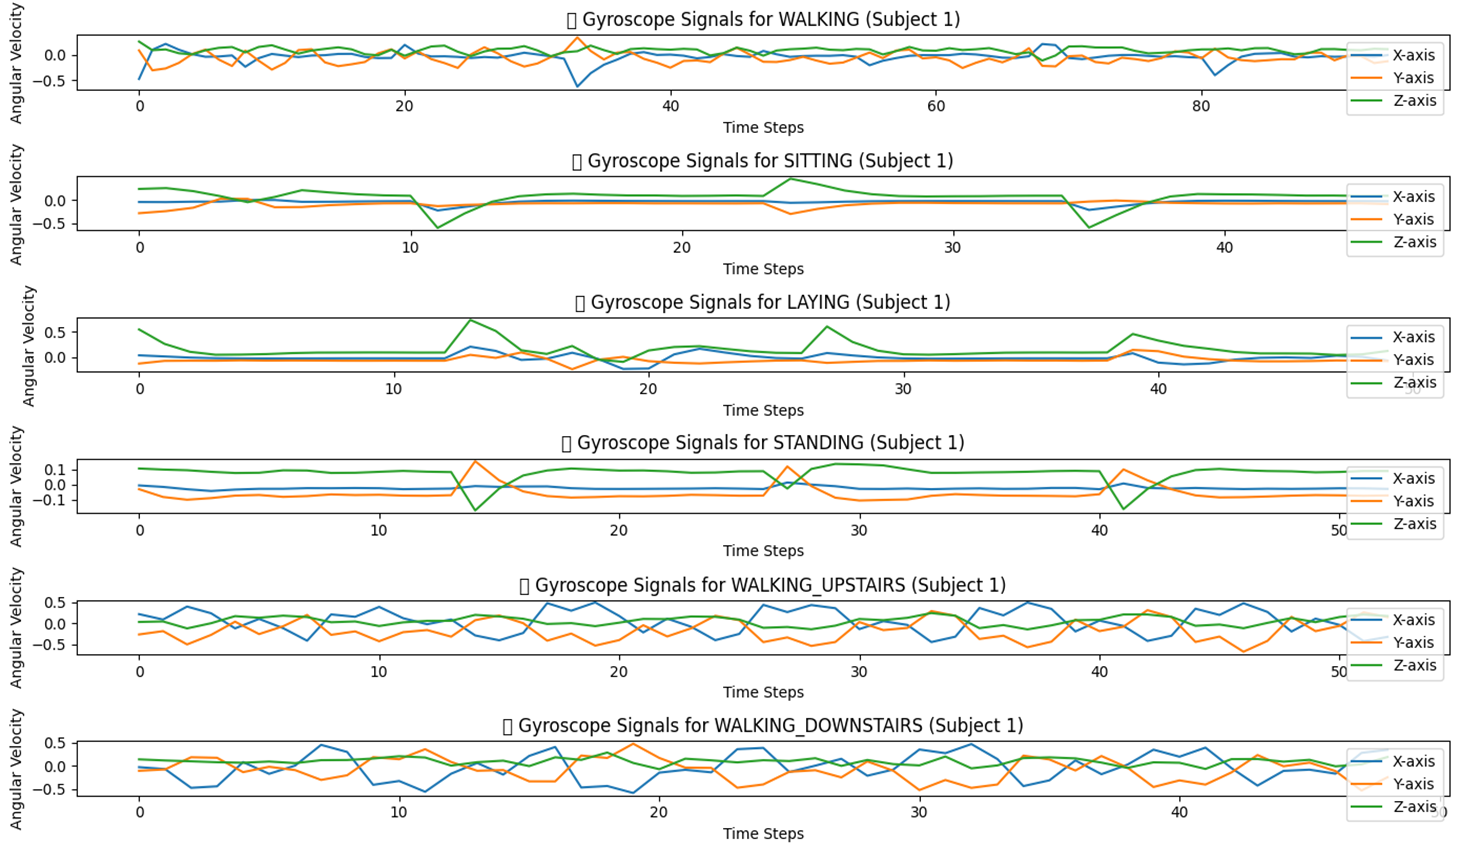 ▯ Gyroscope Signals for WALKING (Subject 1)
Angular Velocity
0.0
−0.5
X-axis
Y-axis
Z-axis
0 20 40 60 80
Time Steps
▯ Gyroscope Signals for SITTING (Subject 1)
Angular Velocity
0.0
−0.5
X-axis
Y-axis
Z-axis
0 10 20 30 40
Time Steps
▯ Gyroscope Signals for LAYING (Subject 1)
Angular Velocity
0.5
0.0
X-axis
Y-axis
Z-axis
0 10 20 30 40 50
Time Steps
▯ Gyroscope Signals for STANDING (Subject 1)
Angular Velocity
0.1
0.0
−0.1
X-axis
Y-axis
Z-axis
0 10 20 30 40 50
Time Steps
▯ Gyroscope Signals for WALKING_UPSTAIRS (Subject 1)
Angular Velocity
0.5
0.0
−0.5
X-axis
Y-axis
Z-axis
0 10 20 30 40 50
Time Steps
▯ Gyroscope Signals for WALKING_DOWNSTAIRS (Subject 1)
Angular Velocity
0.5
0.0
−0.5
X-axis
Y-axis
Z-axis
0 10 20 30 40 50
Time Steps